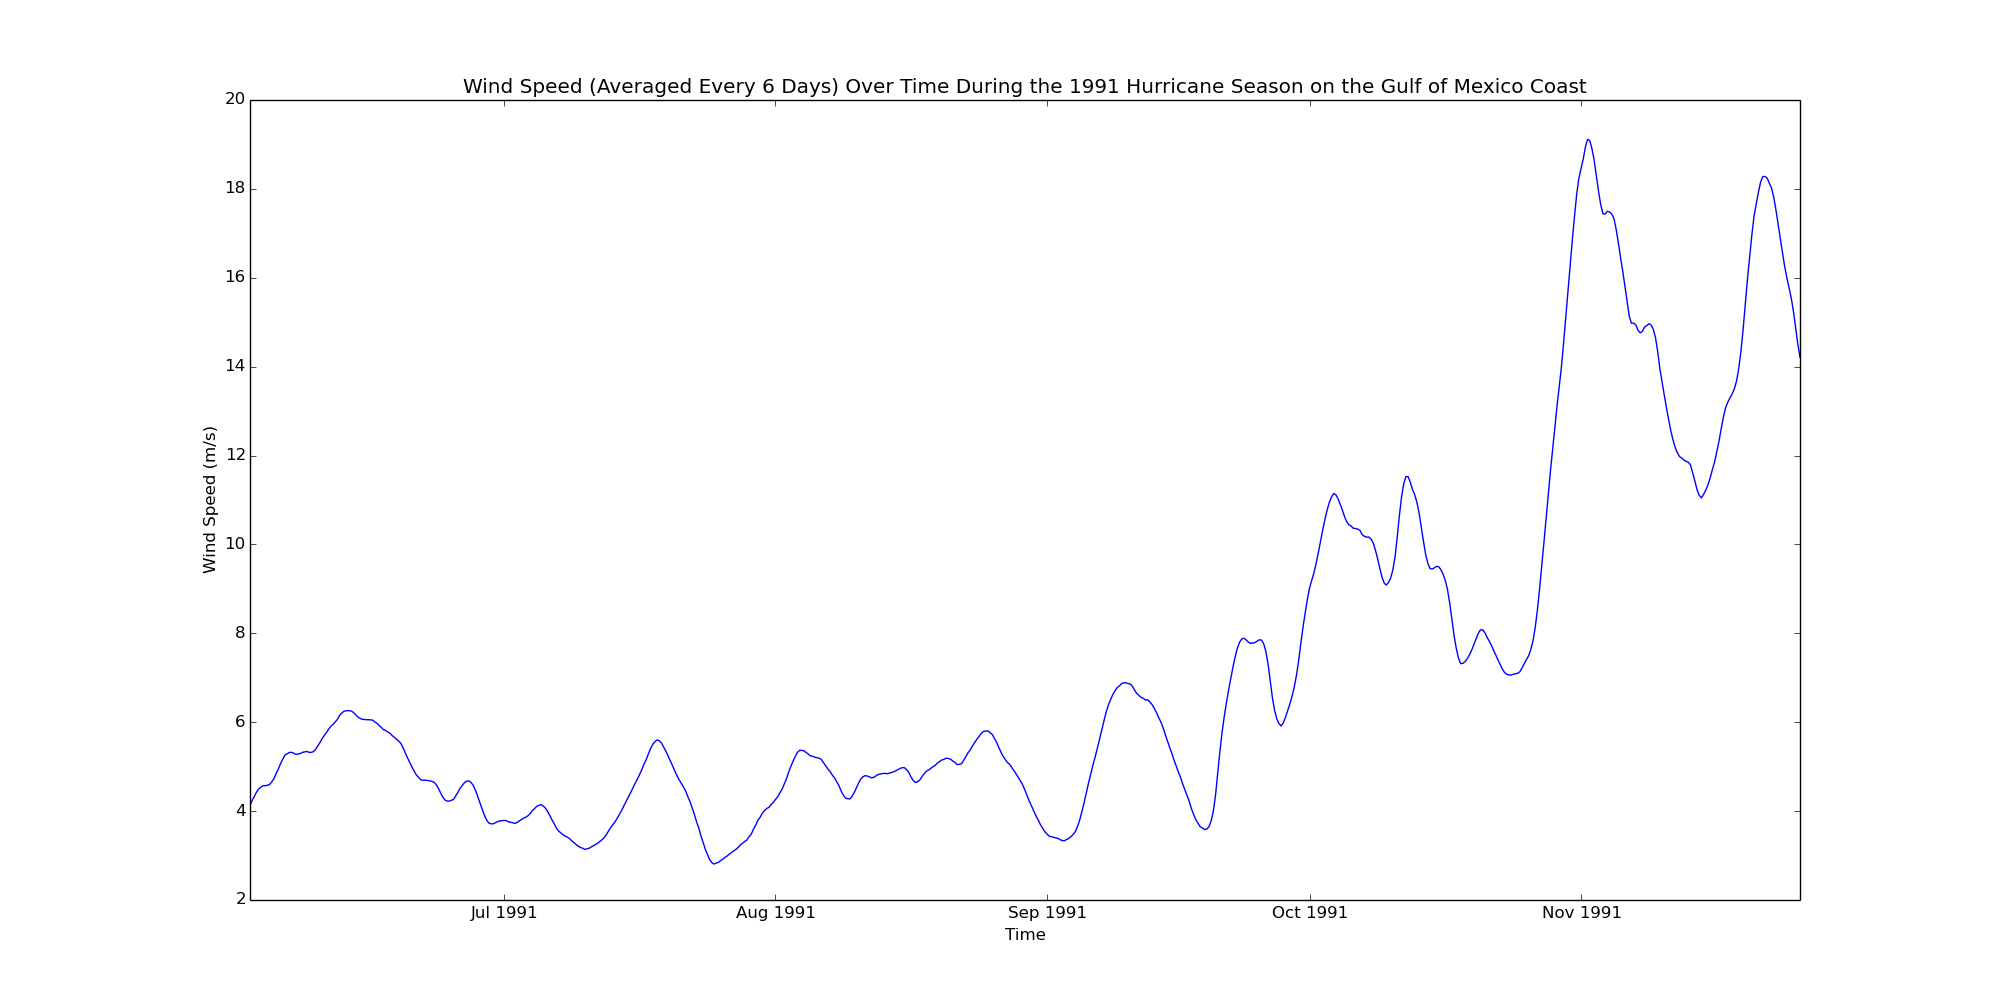 Wind Speed (Averaged Every 6 Days) Over Time During the 1991 Hurricane Season on the Gulf of Mexico Coast
20
18
16
14
12
10
8
6
4
2
Wind Speed (m/s)
Jul 1991
Aug 1991
Sep 1991
Oct 1991
Nov 1991
Time